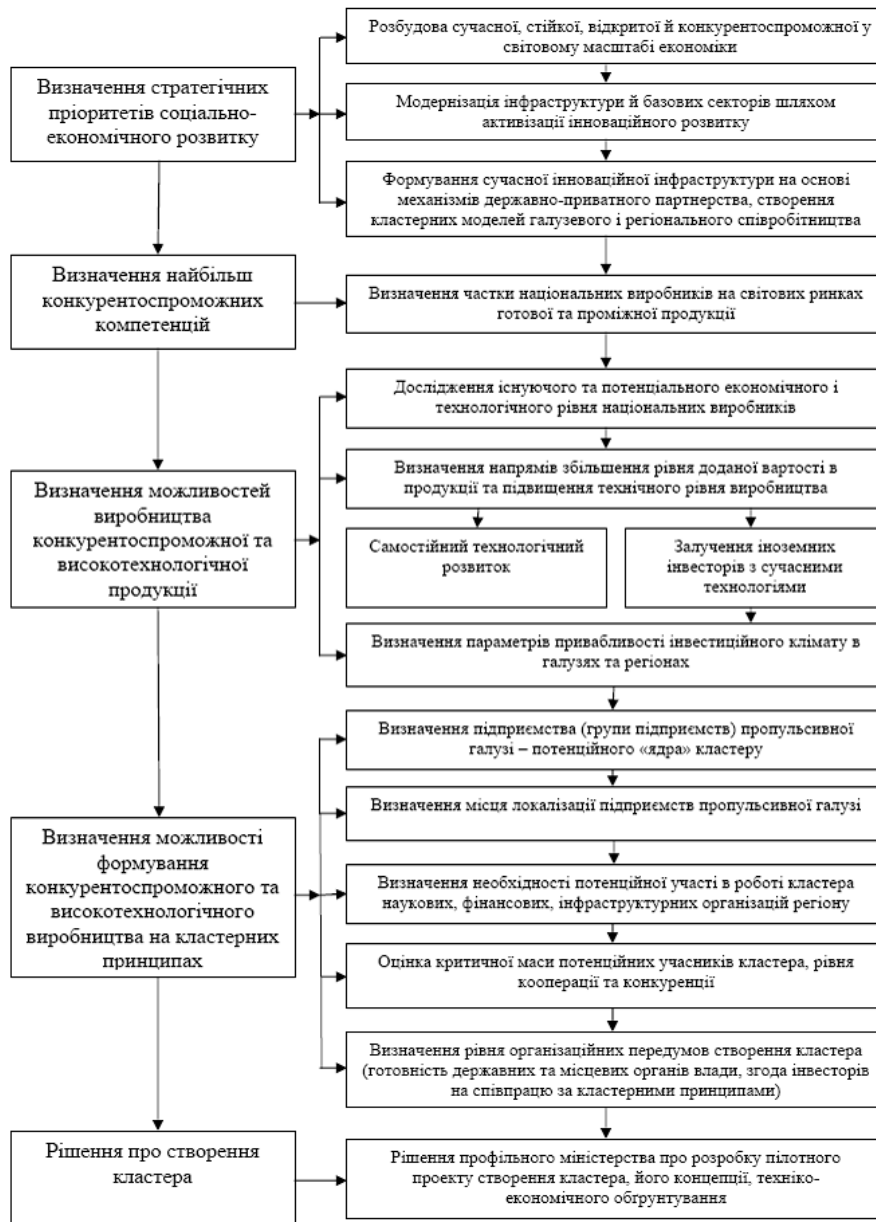 Визначення стратегічних
пріоритетів соціально-
економічного розвитку
Розбудова сучасної, стійкої, відкритої й конкурентоспроможної у
світовому масштабі економіки
Модернізація інфраструктури й базових секторів шляхом
активізації інноваційного розвитку
Формування сучасної інноваційної інфраструктури на основі
механізмів державно-приватного партнерства, створення
кластерних моделей галузевого і регіонального співробітництва
Визначення найбільш
конкурентоспроможних
компетенцій
Визначення частки національних виробників на світових ринках
готової та проміжної продукції
Визначення можливостей
виробництва
конкурентоспроможної та
високотехнологічної
продукції
Дослідження існуючого та потенціального економічного і
технологічного рівня національних виробників
Визначення напрямів збільшення рівня доданої вартості в
продукції та підвищення технічного рівня виробництва
Самостійний технологічний
розвиток
Залучення іноземних
інвесторів з сучасними
технологіями
Визначення параметрів привабливості інвестиційного клімату в
галузях та регіонах
Визначення можливості
формування
конкурентоспроможного та
високотехнологічного
виробництва на кластерних
принципах
Визначення підприємства (групи підприємств) пропульсивної
галузі – потенційного «ядра» кластеру
Визначення місця локалізації підприємств пропульсивної галузі
Визначення необхідності потенційної участі в роботі кластера
наукових, фінансових, інфраструктурних організацій регіону
Оцінка критичної маси потенційних учасників кластера, рівня
кооперації та конкуренції
Визначення рівня організаційних передумов створення кластера
(готовність державних та місцевих органів влади, згода інвесторів
на співпрацю за кластерними принципами)
Рішення про створення
кластера
Рішення профільного міністерства про розробку пілотного
проекту створення кластера, його концепції, техніко-
економічного обґрунтування